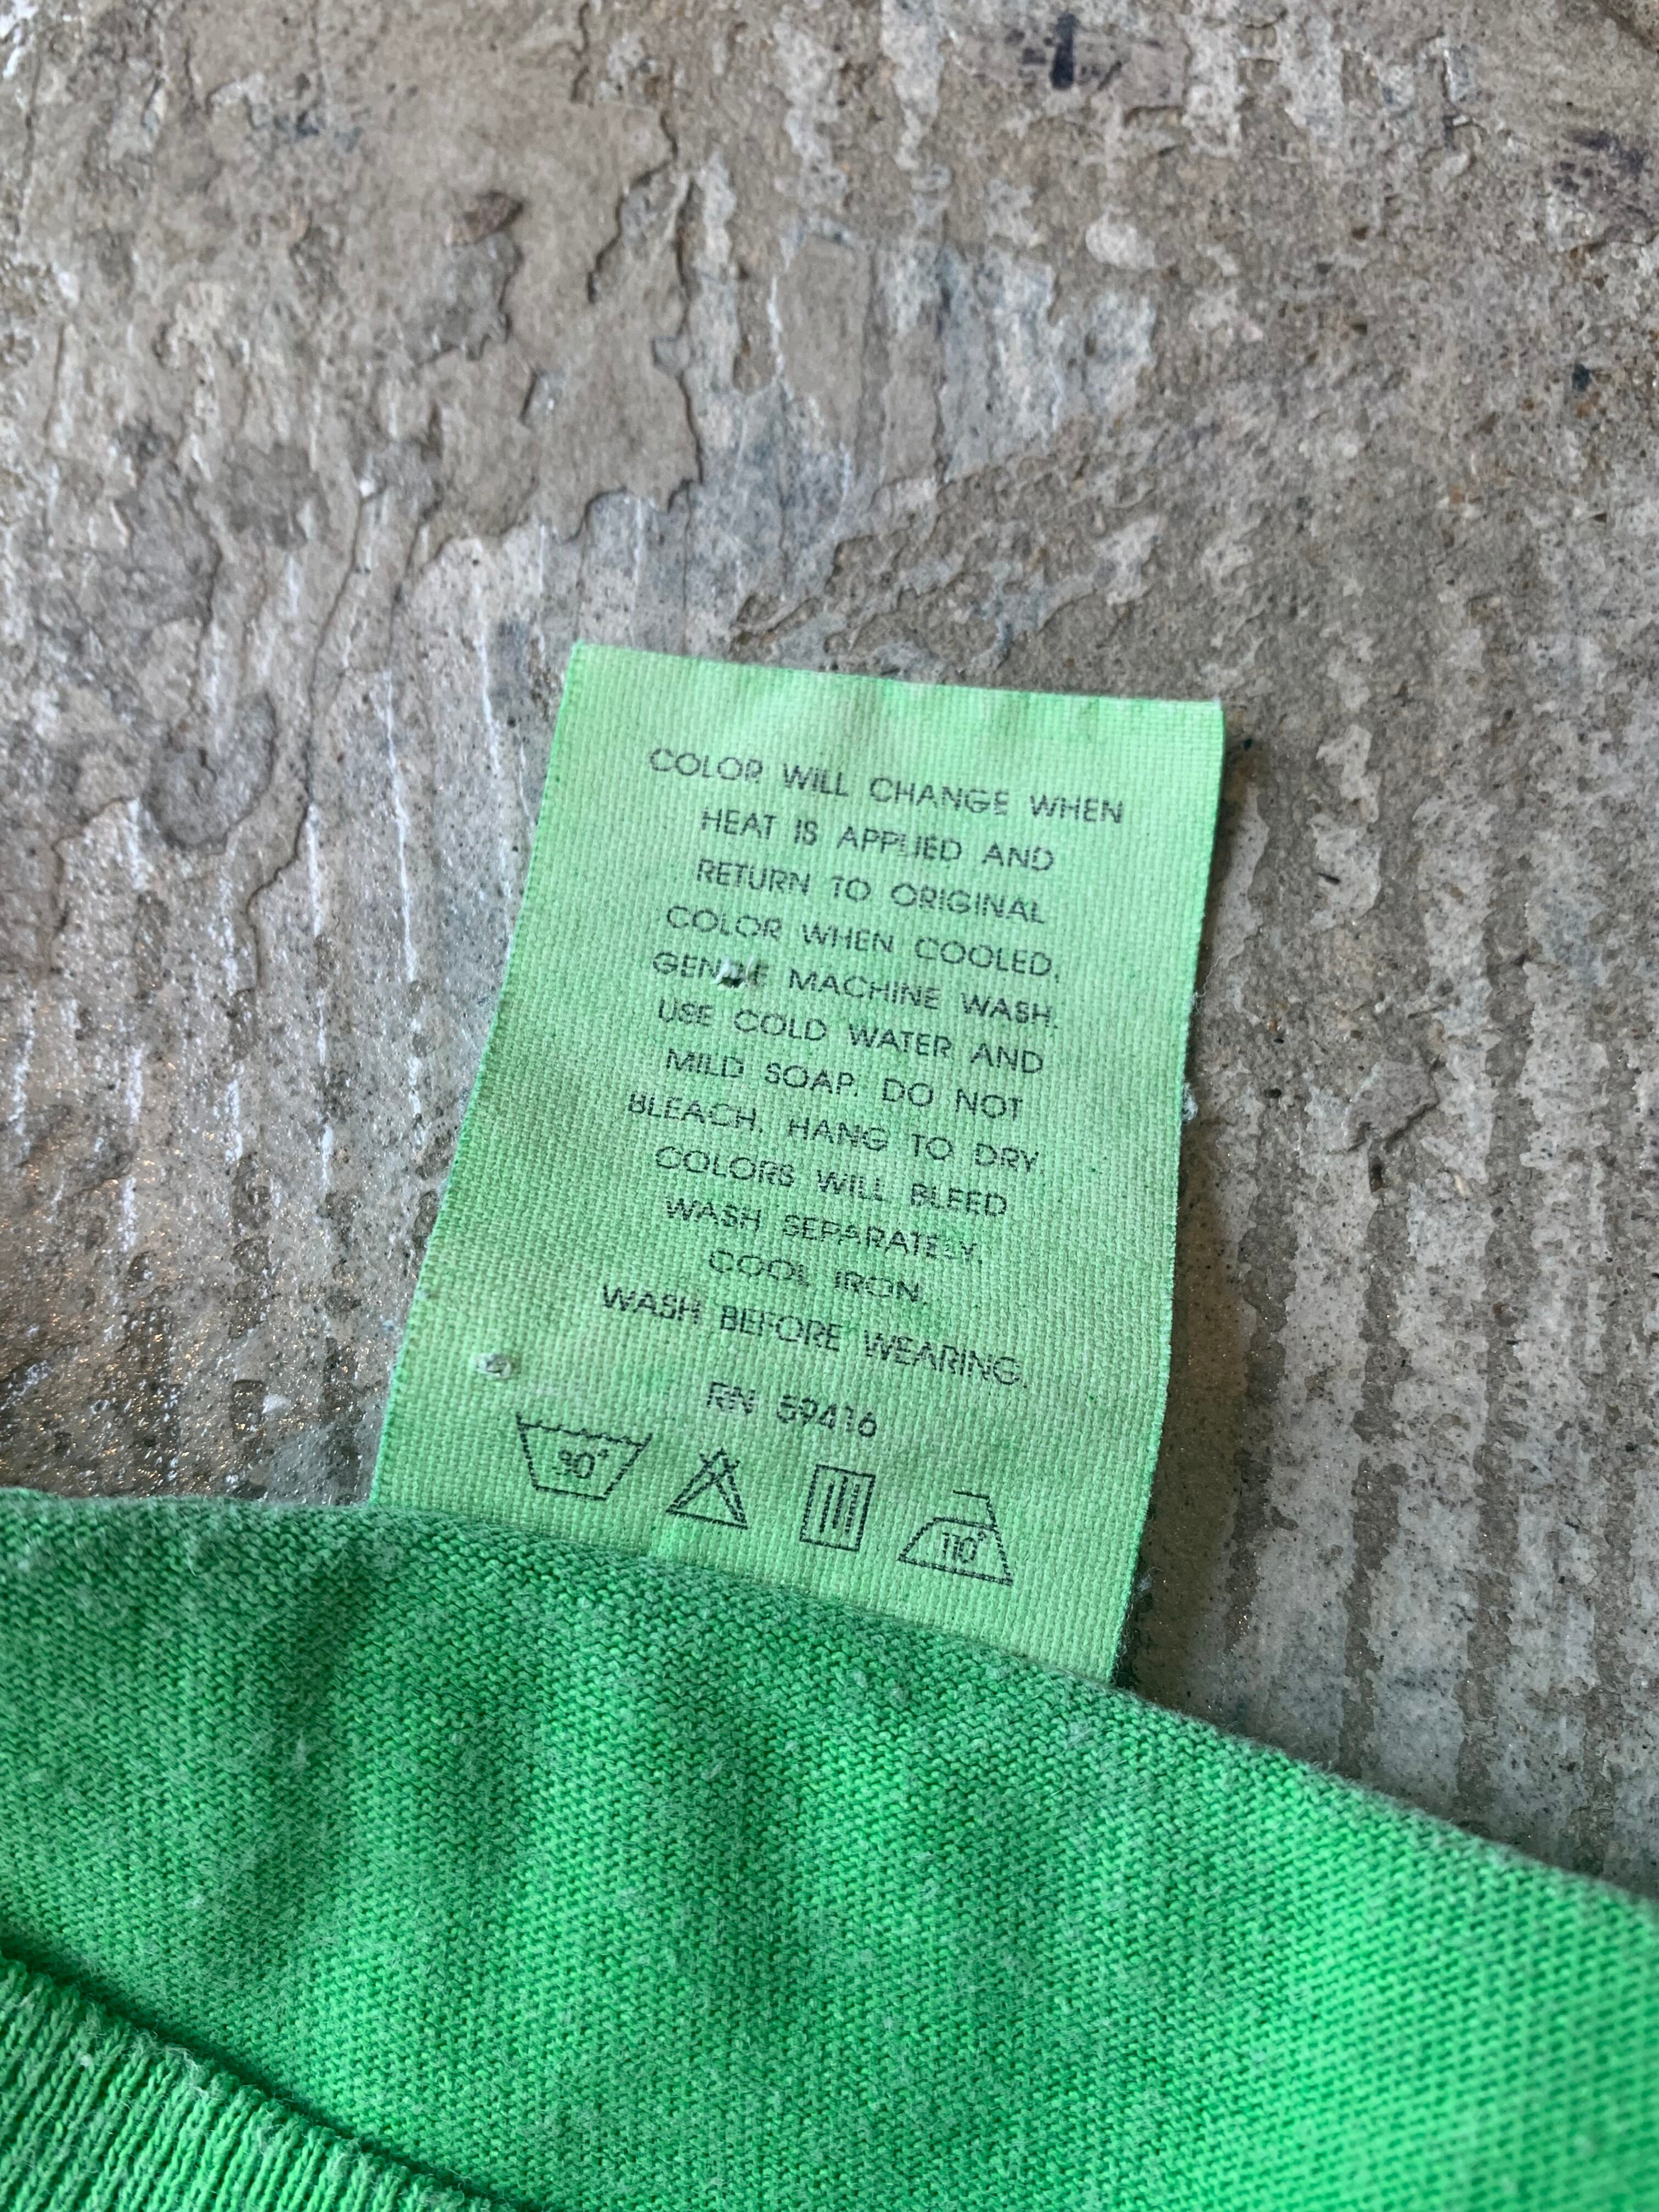 COLOR WILL CHANGE WHEN
HEAT IS APPLIED AND
RETURN TO ORIGINAL
COLOR WHEN COOLED.
GENTLE MACHINE WASH.
USE COLD WATER AND
MILD SOAP. DO NOT
BLEACH. HANG TO DRY.
COLORS WILL BLEED
WASH SEPARATELY.
COOL IRON.
WASH BEFORE WEARING.
RN 59416
30° 110°